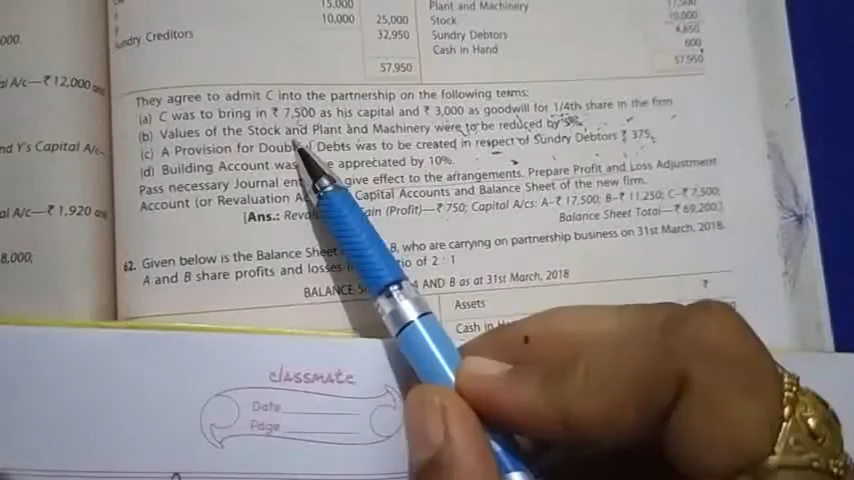 000.
al A/c—₹ 12,000 and
nd Y's Capital A/c,
al A/c—₹ 1,920 and
8,000,
15,000
10,000 25,000
Sundry Creditors 32,950
57,950
Plant and Machinery
Stock 10,000
Sundry Debtors 4,850
Cash in Hand 600
57,950
They agree to admit C into the partnership on the following terms:
(a) C was to bring in ₹ 7,500 as his capital and ₹ 3,000 as goodwill for 1/4th share in the firm
(b) Values of the Stock and Plant and Machinery were to be reduced by 5%.
(c) A Provision for Doubtful Debts was to be created in respect of Sundry Debtors ₹ 375.
(d) Building Account was appreciated by 10%.
Pass necessary Journal give effect to the arrangements. Prepare Profit and Loss Adjustment
Account (or Revaluation Capital Accounts and Balance Sheet of the new firm.
[Ans.: (Profit)—₹ 750; Capital A/cs: A–₹ 17,500; B–₹ 11,250; C–₹ 7,500;
Balance Sheet Total—₹ 69,200.]
62. Given below is the Balance Sheet B, who are carrying on partnership business on 31st March, 2018.
A and B share profits and losses of 2 : 1
BALANCE AND B as at 31st March, 2018
Assets ₹
Cash in
classmate
Date
Page